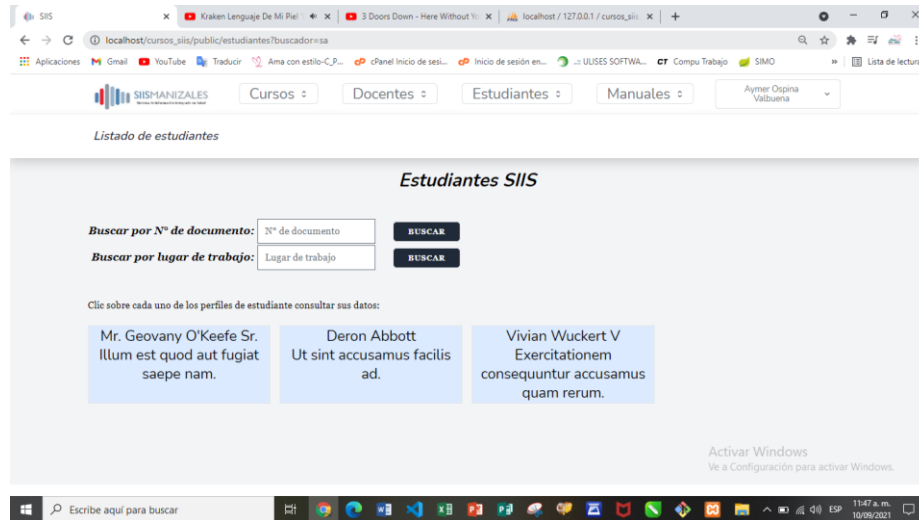 SIIS
Kraken Lenguaje De Mi Piel
3 Doors Down - Here Without Yo
localhost / 127.0.0.1 / cursos_siis
localhost/cursos_siis/public/estudiantes?buscador=sa
Aplicaciones Gmail YouTube Traducir Ama con estilo-C_P... cPanel Inicio de sesi... Inicio de sesión en... ..:: ULISES SOFTWA... CT Compu Trabajo SIMO » Lista de lectura
SIISMANIZALES Cursos Docentes Estudiantes Manuales Aymer Ospina
Valbuena
Listado de estudiantes
Estudiantes SIIS
Buscar por N° de documento: N° de documento BUSCAR
Buscar por lugar de trabajo: Lugar de trabajo BUSCAR
Clic sobre cada uno de los perfiles de estudiante consultar sus datos:
Mr. Geovany O'Keefe Sr.
Illum est quod aut fugiat
saepe nam.
Deron Abbott
Ut sint accusamus facilis
ad.
Vivian Wuckert V
Exercitationem
consequuntur accusamus
quam rerum.
Activar Windows
Ve a Configuración para activar Windows.
Escribe aquí para buscar
ESP
11:47 a. m.
10/09/2021